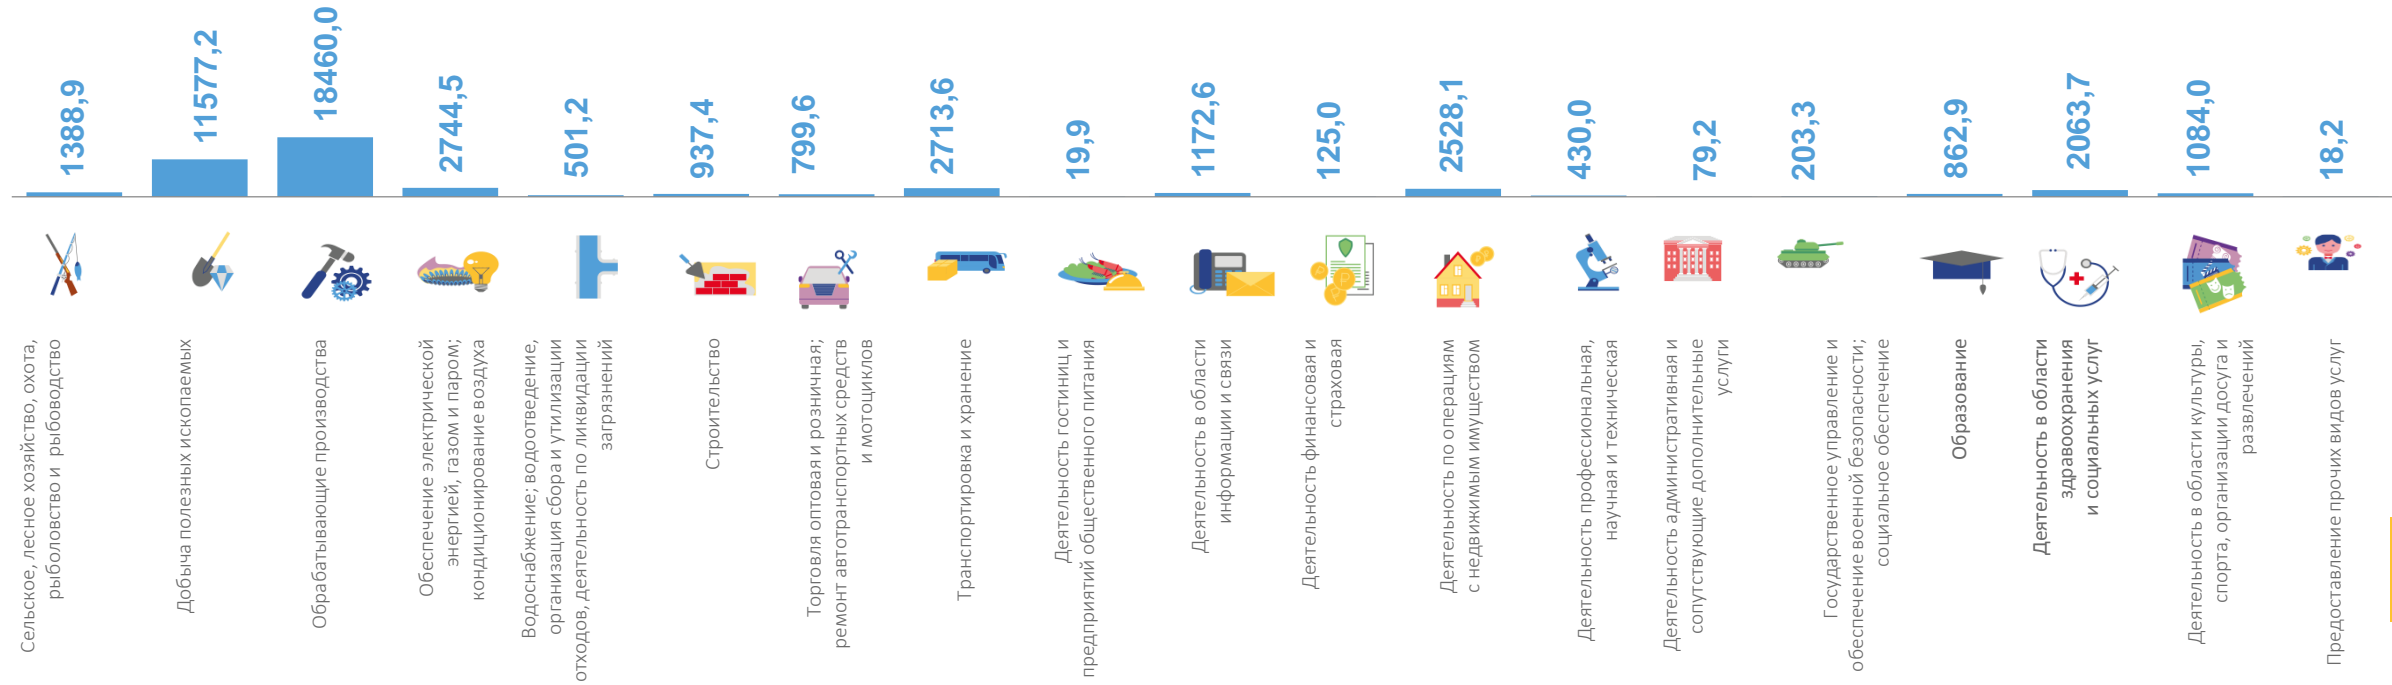 1388,9
11577,2
18460,0
2744,5
501,2
937,4
799,6
2713,6
19,9
1172,6
125,0
2528,1
430,0
79,2
203,3
862,9
2063,7
1084,0
18,2
Сельское, лесное хозяйство, охота,
рыболовство и рыбоводство
Добыча полезных ископаемых
Обрабатывающие производства
Обеспечение электрической
энергией, газом и паром;
кондиционирование воздуха
Водоснабжение; водоотведение,
организация сбора и утилизации
отходов, деятельность по ликвидации
загрязнений
Строительство
Торговля оптовая и розничная;
ремонт автотранспортных средств
и мотоциклов
Транспортировка и хранение
Деятельность гостиниц и
предприятий общественного питания
Деятельность в области
информации и связи
Деятельность финансовая и
страховая
Деятельность по операциям
с недвижимым имуществом
Деятельность профессиональная,
научная и техническая
Деятельность административная и
сопутствующие дополнительные
услуги
Государственное управление и
обеспечение военной безопасности;
социальное обеспечение
Образование
Деятельность в области
здравоохранения
и социальных услуг
Деятельность в области культуры,
спорта, организации досуга и
развлечений
Предоставление прочих видов услуг